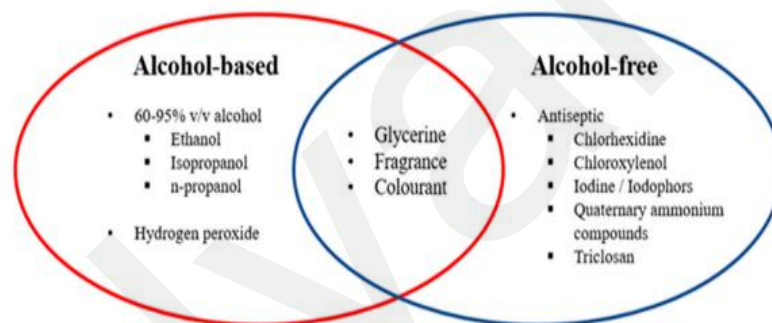 Alcohol-based
• 60-95% v/v alcohol
▪ Ethanol
▪ Isopropanol
▪ n-propanol
• Hydrogen peroxide
• Glycerine
• Fragrance
• Colourant
Alcohol-free
• Antiseptic
▪ Chlorhexidine
▪ Chloroxylenol
▪ Iodine / Iodophors
▪ Quaternary ammonium
compounds
▪ Triclosan